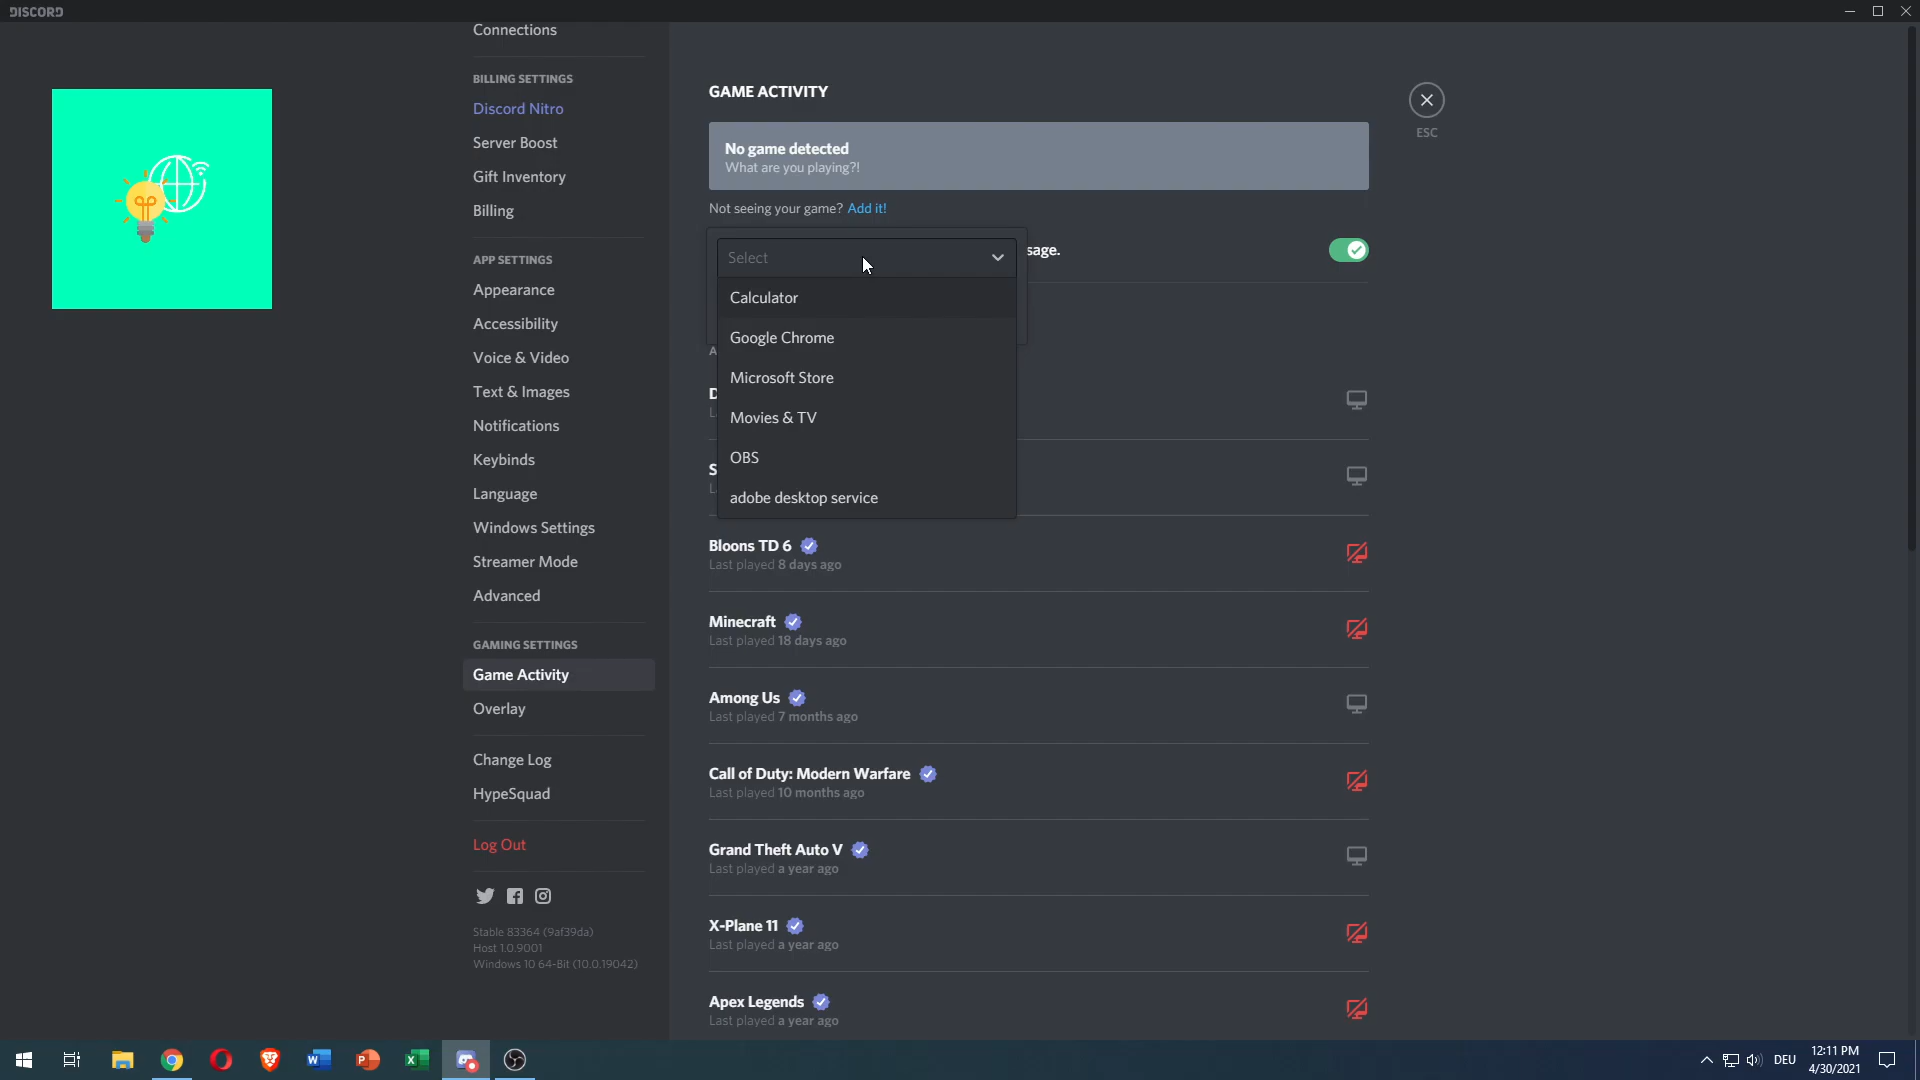 DISCORD
Connections
BILLING SETTINGS
Discord Nitro
Server Boost
Gift Inventory
Billing
APP SETTINGS
Appearance
Accessibility
Voice & Video
Text & Images
Notifications
Keybinds
Language
Windows Settings
Streamer Mode
Advanced
GAMING SETTINGS
Game Activity
Overlay
Change Log
HypeSquad
Log Out
Stable 83364 (9af39da)
Host 1.0.9001
Windows 10 64-Bit (10.0.19042)
GAME ACTIVITY
No game detected
What are you playing?!
Not seeing your game? Add it!
sage.
Select
Calculator
Google Chrome
Microsoft Store
Movies & TV
OBS
adobe desktop service
A
D
L
S
L
Bloons TD 6
Last played 8 days ago
Minecraft
Last played 18 days ago
Among Us
Last played 7 months ago
Call of Duty: Modern Warfare
Last played 10 months ago
Grand Theft Auto V
Last played a year ago
X-Plane 11
Last played a year ago
Apex Legends
Last played a year ago
ESC
DEU
12:11 PM
4/30/2021